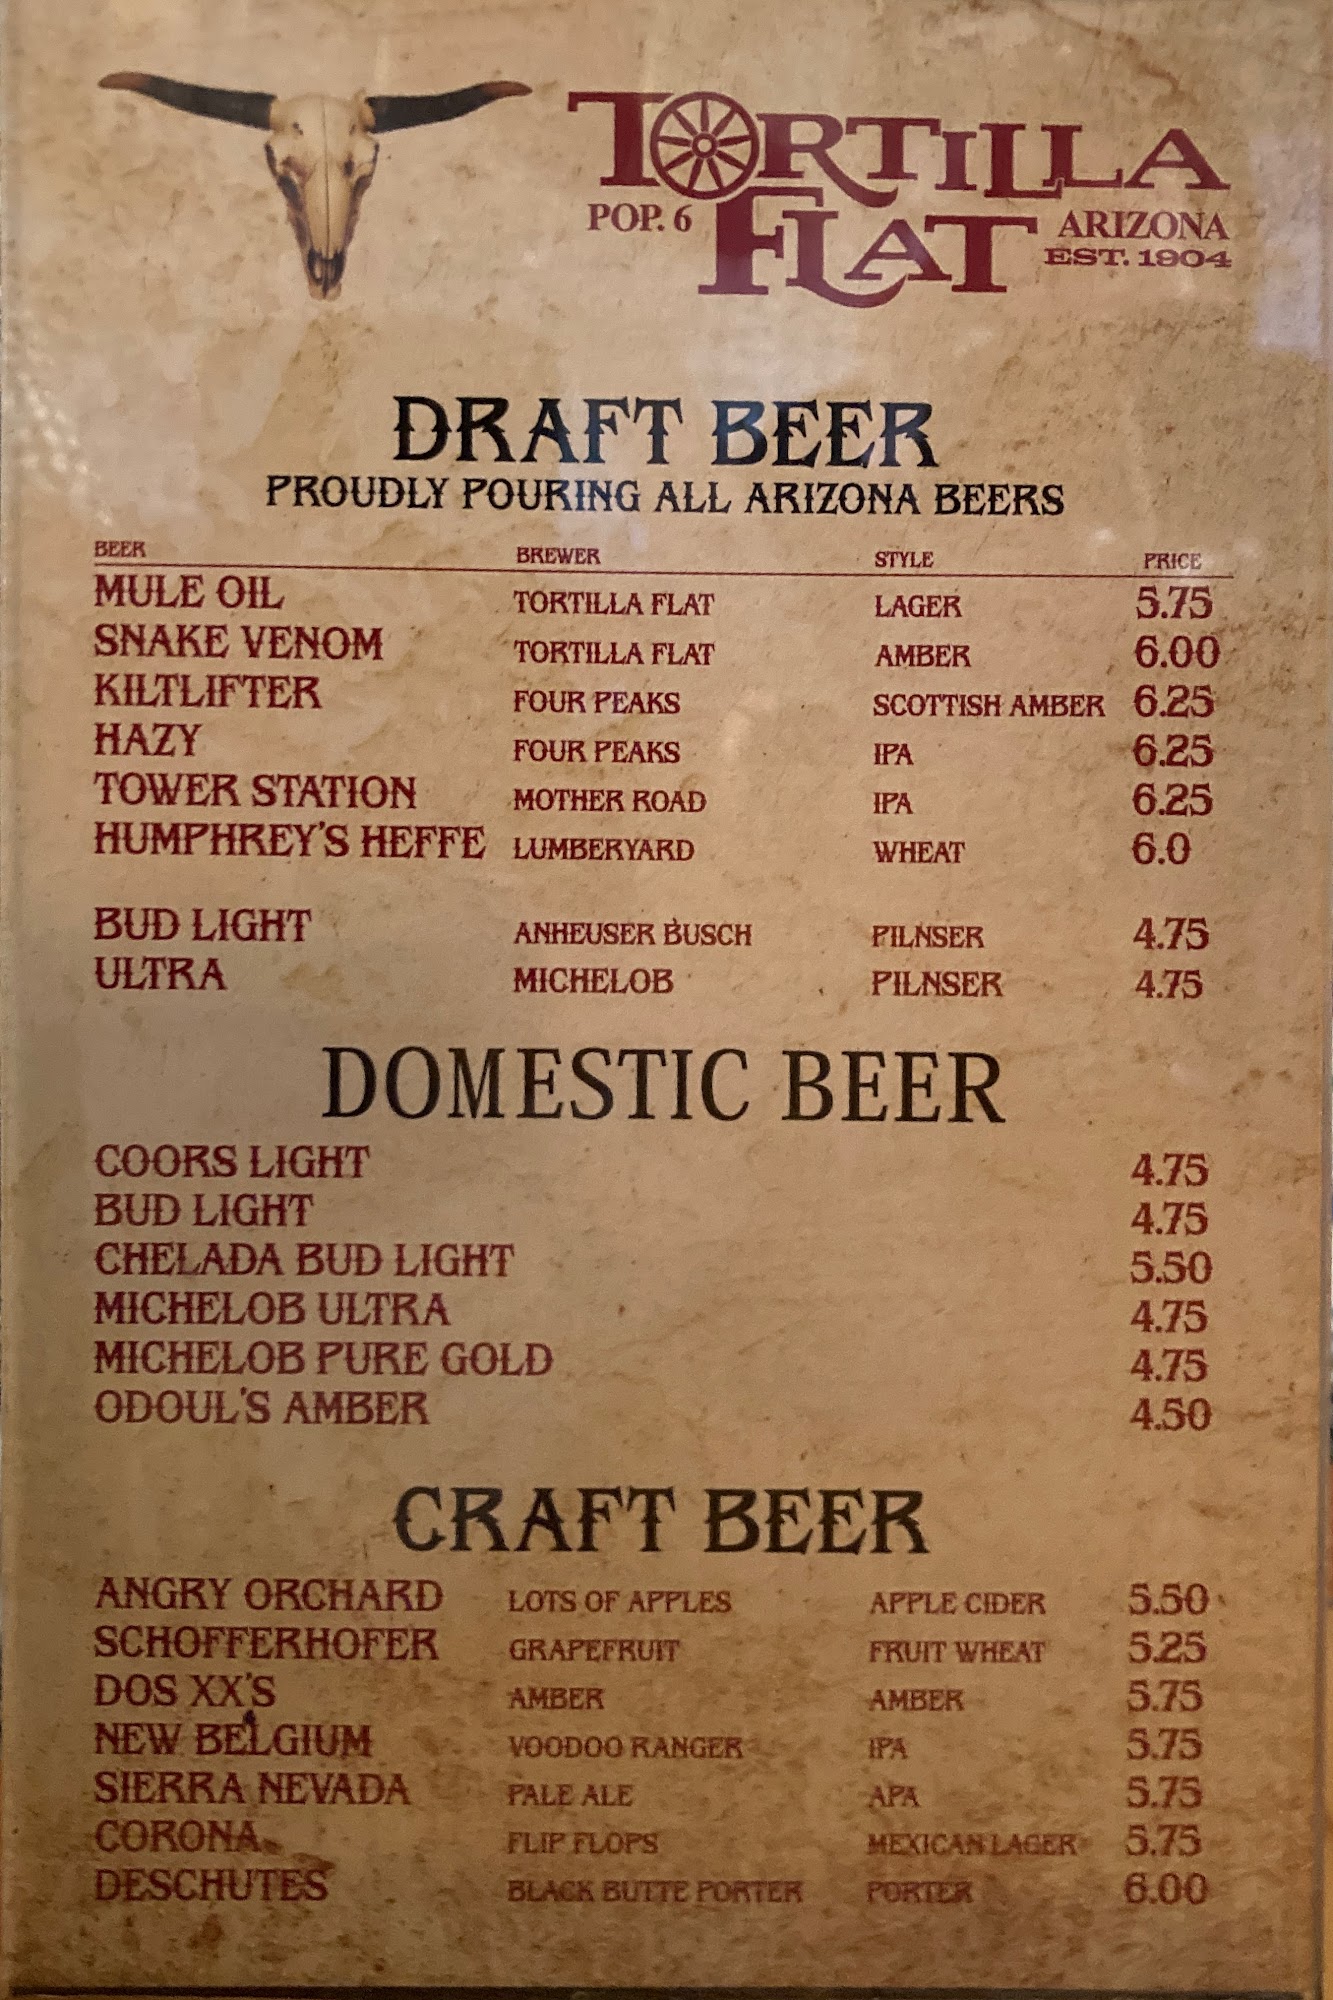 TORTILLA
POP. 6 FLAT ARIZONA
EST. 1904
DRAFT BEER
PROUDLY POURING ALL ARIZONA BEERS
BEER BREWER STYLE PRICE
MULE OIL TORTILLA FLAT LAGER 5.75
SNAKE VENOM TORTILLA FLAT AMBER 6.00
KILTLIFTER FOUR PEAKS SCOTTISH AMBER 6.25
HAZY FOUR PEAKS IPA 6.25
TOWER STATION MOTHER ROAD IPA 6.25
HUMPHREY'S HEFFE LUMBERYARD WHEAT 6.0
BUD LIGHT ANHEUSER BUSCH PILNSER 4.75
ULTRA MICHELOB PILNSER 4.75
DOMESTIC BEER
COORS LIGHT 4.75
BUD LIGHT 4.75
CHELADA BUD LIGHT 5.50
MICHELOB ULTRA 4.75
MICHELOB PURE GOLD 4.75
ODOUL'S AMBER 4.50
CRAFT BEER
ANGRY ORCHARD LOTS OF APPLES APPLE CIDER 5.50
SCHOFFERHOFER GRAPEFRUIT FRUIT WHEAT 5.25
DOS XX'S AMBER AMBER 5.75
NEW BELGIUM VOODOO RANGER IPA 5.75
SIERRA NEVADA PALE ALE APA 5.75
CORONA FLIP FLOPS MEXICAN LAGER 5.75
DESCHUTES BLACK BUTTE PORTER PORTER 6.00